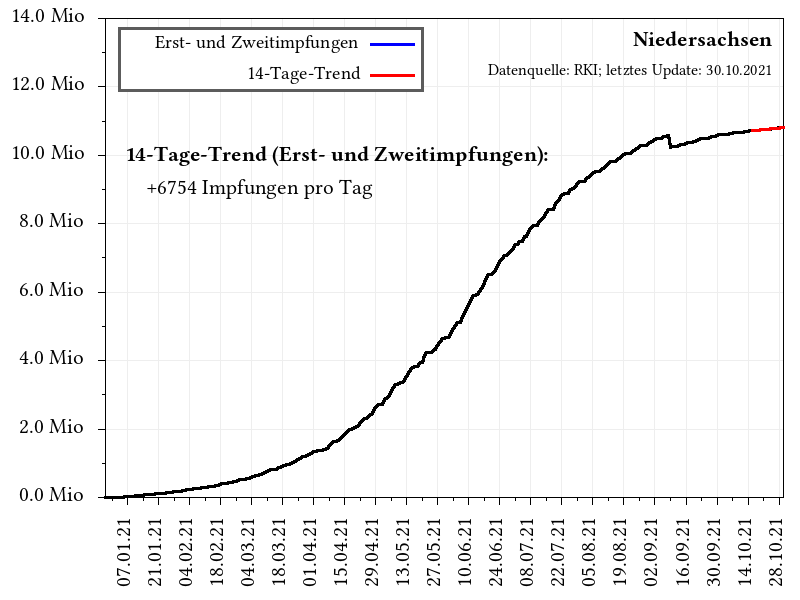 14.0 Mio
12.0 Mio
10.0 Mio
8.0 Mio
6.0 Mio
4.0 Mio
2.0 Mio
0.0 Mio
Erst- und Zweitimpfungen
14-Tage-Trend
Niedersachsen
Datenquelle: RKI; letztes Update: 30.10.2021
14-Tage-Trend (Erst- und Zweitimpfungen):
+6754 Impfungen pro Tag
07.01.21
21.01.21
04.02.21
18.02.21
04.03.21
18.03.21
01.04.21
15.04.21
29.04.21
13.05.21
27.05.21
10.06.21
24.06.21
08.07.21
22.07.21
05.08.21
19.08.21
02.09.21
16.09.21
30.09.21
14.10.21
28.10.21